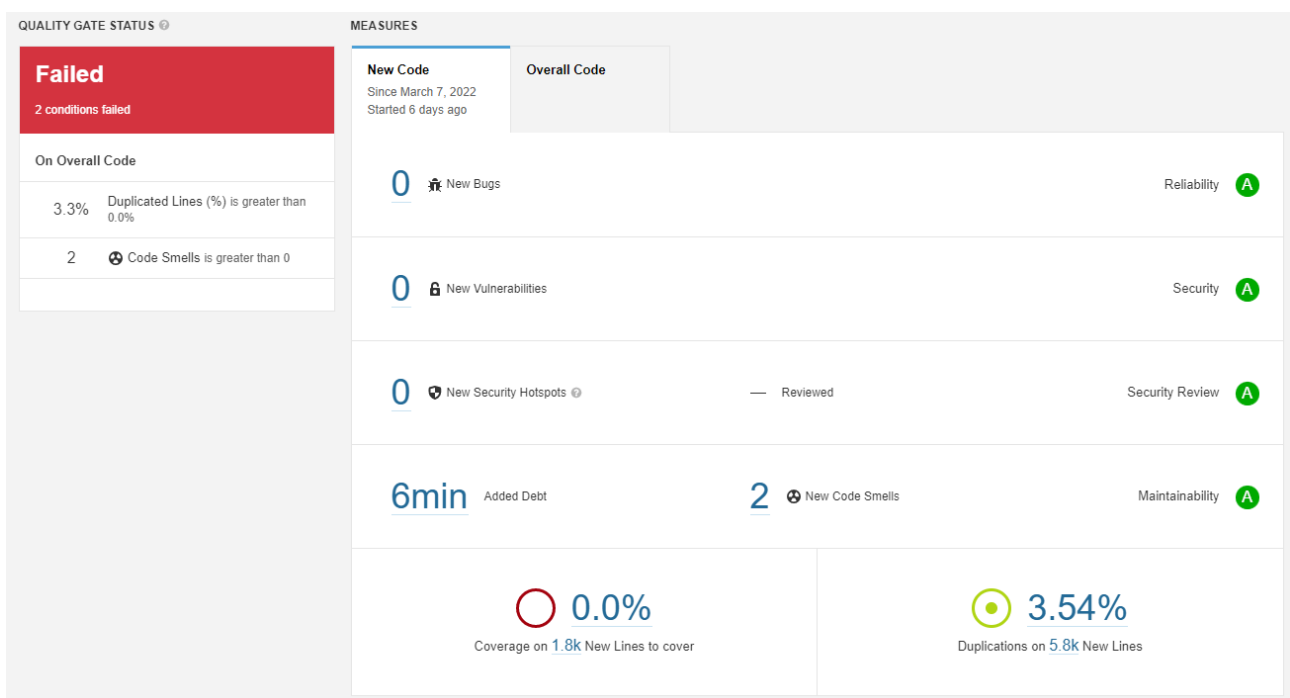 QUALITY GATE STATUS
MEASURES
Failed
2 conditions failed
On Overall Code
3.3% Duplicated Lines (%) is greater than
0.0%
2 Code Smells is greater than 0
New Code
Since March 7, 2022
Started 6 days ago
Overall Code
0 New Bugs
Reliability A
0 New Vulnerabilities
Security A
0 New Security Hotspots ?
— Reviewed
Security Review A
6min Added Debt
2 New Code Smells
Maintainability A
0.0%
Coverage on 1.8k New Lines to cover
3.54%
Duplications on 5.8k New Lines